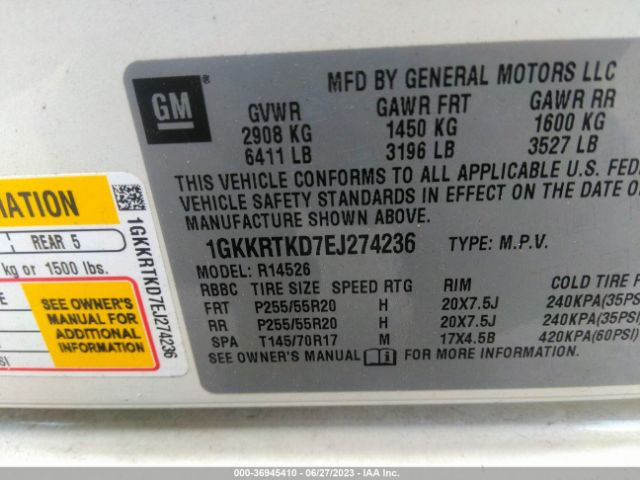 GM
®
MFD BY GENERAL MOTORS LLC
GVWR GAWR FRT GAWR RR
2908 KG 1450 KG 1600 KG
6411 LB 3196 LB 3527 LB
THIS VEHICLE CONFORMS TO ALL APPLICABLE U.S. FEDE
VEHICLE SAFETY STANDARDS IN EFFECT ON THE DATE O
MANUFACTURE SHOWN ABOVE.
1GKKRTKD7EJ274236 TYPE: M.P.V.
MODEL: R14526
RBBC TIRE SIZE SPEED RTG RIM COLD TIRE
FRT P255/55R20 H 20X7.5J 240KPA(35PSI
RR P255/55R20 H 20X7.5J 240KPA(35PSI)
SPA T145/70R17 M 17X4.5B 420KPA(60PSI)
SEE OWNER'S MANUAL FOR MORE INFORMATION
MATION
REAR 5
kg or 1500 lbs.
SEE OWNER'S
MANUAL FOR
ADDITIONAL
INFORMATION
1GKKRTKD7EJ274236
000-36945410 - 06/27/2023 - IAA Inc.